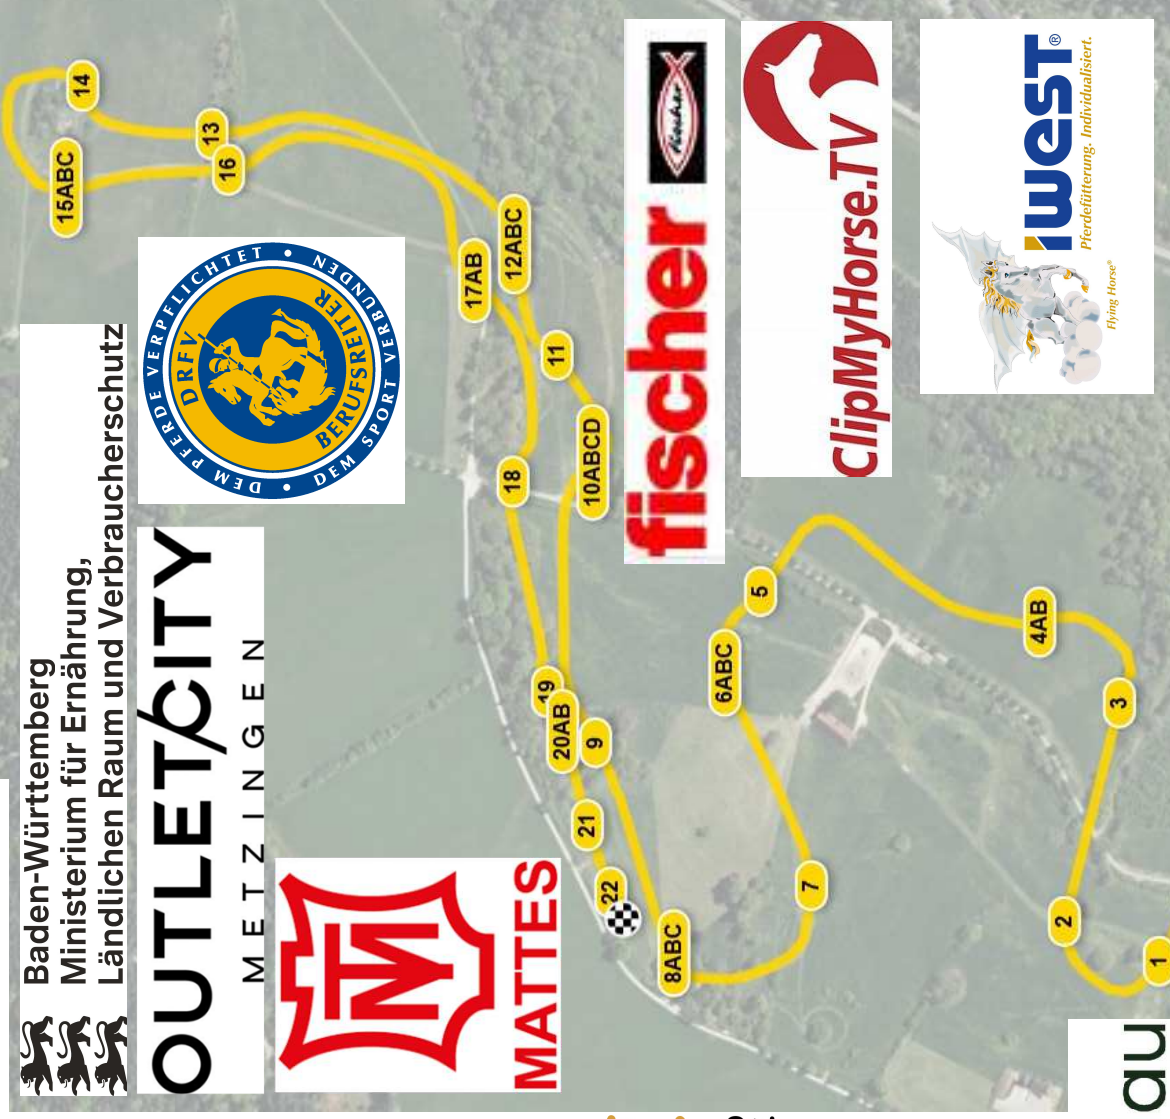 Baden-Württemberg
Ministerium für Ernährung,
Ländlichen Raum und Verbraucherschutz
OUTLETCITY
METZINGEN
MATTES
DEM PFERDE VERPFLICHTET • DEM SPORT VERBUNDEN •
DRFV
BERUFSREITER
fischer
fischer
ClipMyHorse.TV
iWEST®
Pferdefütterung. Individualisiert.
Flying Horse®
14
13
15ABC
16
17AB
12ABC
11
18
10ABCD
19
20AB
9
21
22
8ABC
5
6ABC
7
4AB
3
2
1
au